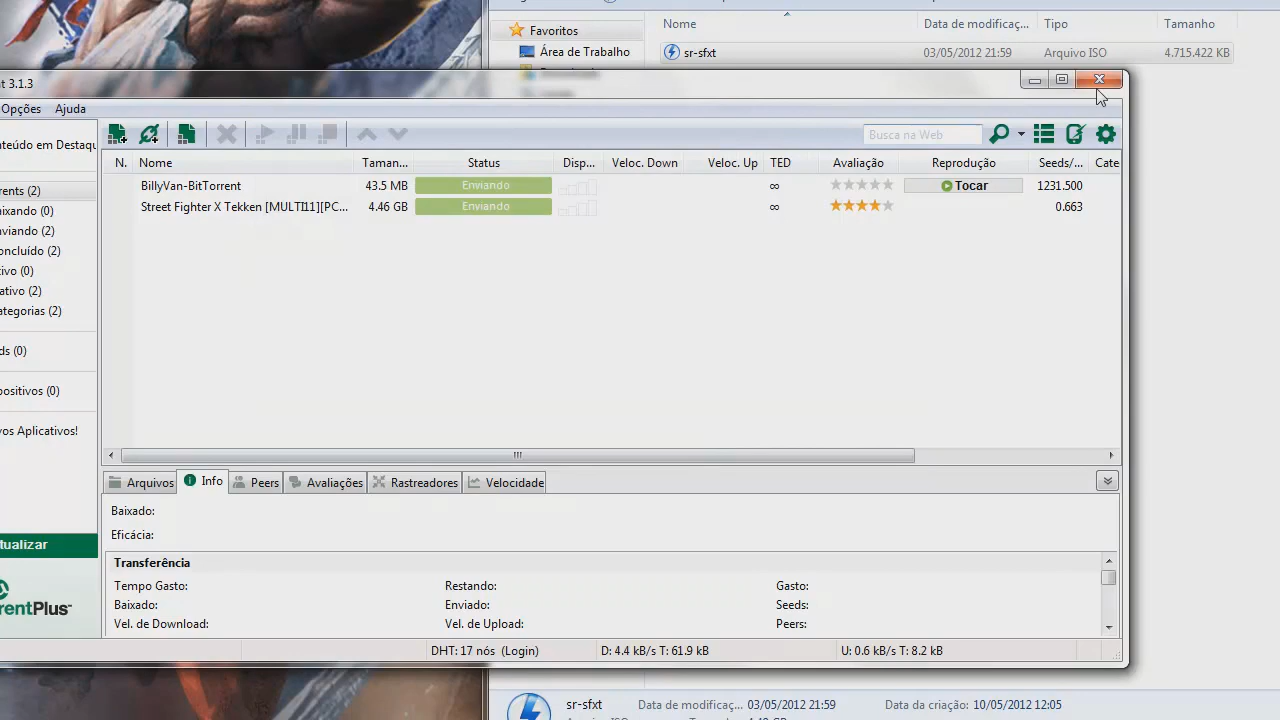 Nome Data de modificaç... Tipo Tamanho
Favoritos
Área de Trabalho
sr-sfxt 03/05/2012 21:59 Arquivo ISO 4.715.422 KB
t 3.1.3
Opções Ajuda
Busca na Web
onteúdo em Destaqu
rents (2)
aixando (0)
nviando (2)
oncluído (2)
tivo (0)
ativo (2)
ategorias (2)
ds (0)
positivos (0)
vos Aplicativos!
tualizar
rentPlus
N. Nome Taman... Status Disp... Veloc. Down Veloc. Up TED Avaliação Reprodução Seeds/... Cate
BillyVan-BitTorrent 43.5 MB Enviando ∞ Tocar 1231.500
Street Fighter X Tekken [MULTI11][PC... 4.46 GB Enviando ∞ 0.663
Arquivos Info Peers Avaliações Rastreadores Velocidade
Baixado:
Eficácia:
Transferência
Tempo Gasto: Restando: Gasto:
Baixado: Enviado: Seeds:
Vel. de Download: Vel. de Upload: Peers:
DHT: 17 nós (Login) D: 4.4 kB/s T: 61.9 kB U: 0.6 kB/s T: 8.2 kB
sr-sfxt Data de modificaç... 03/05/2012 21:59 Data da criação: 10/05/2012 12:05